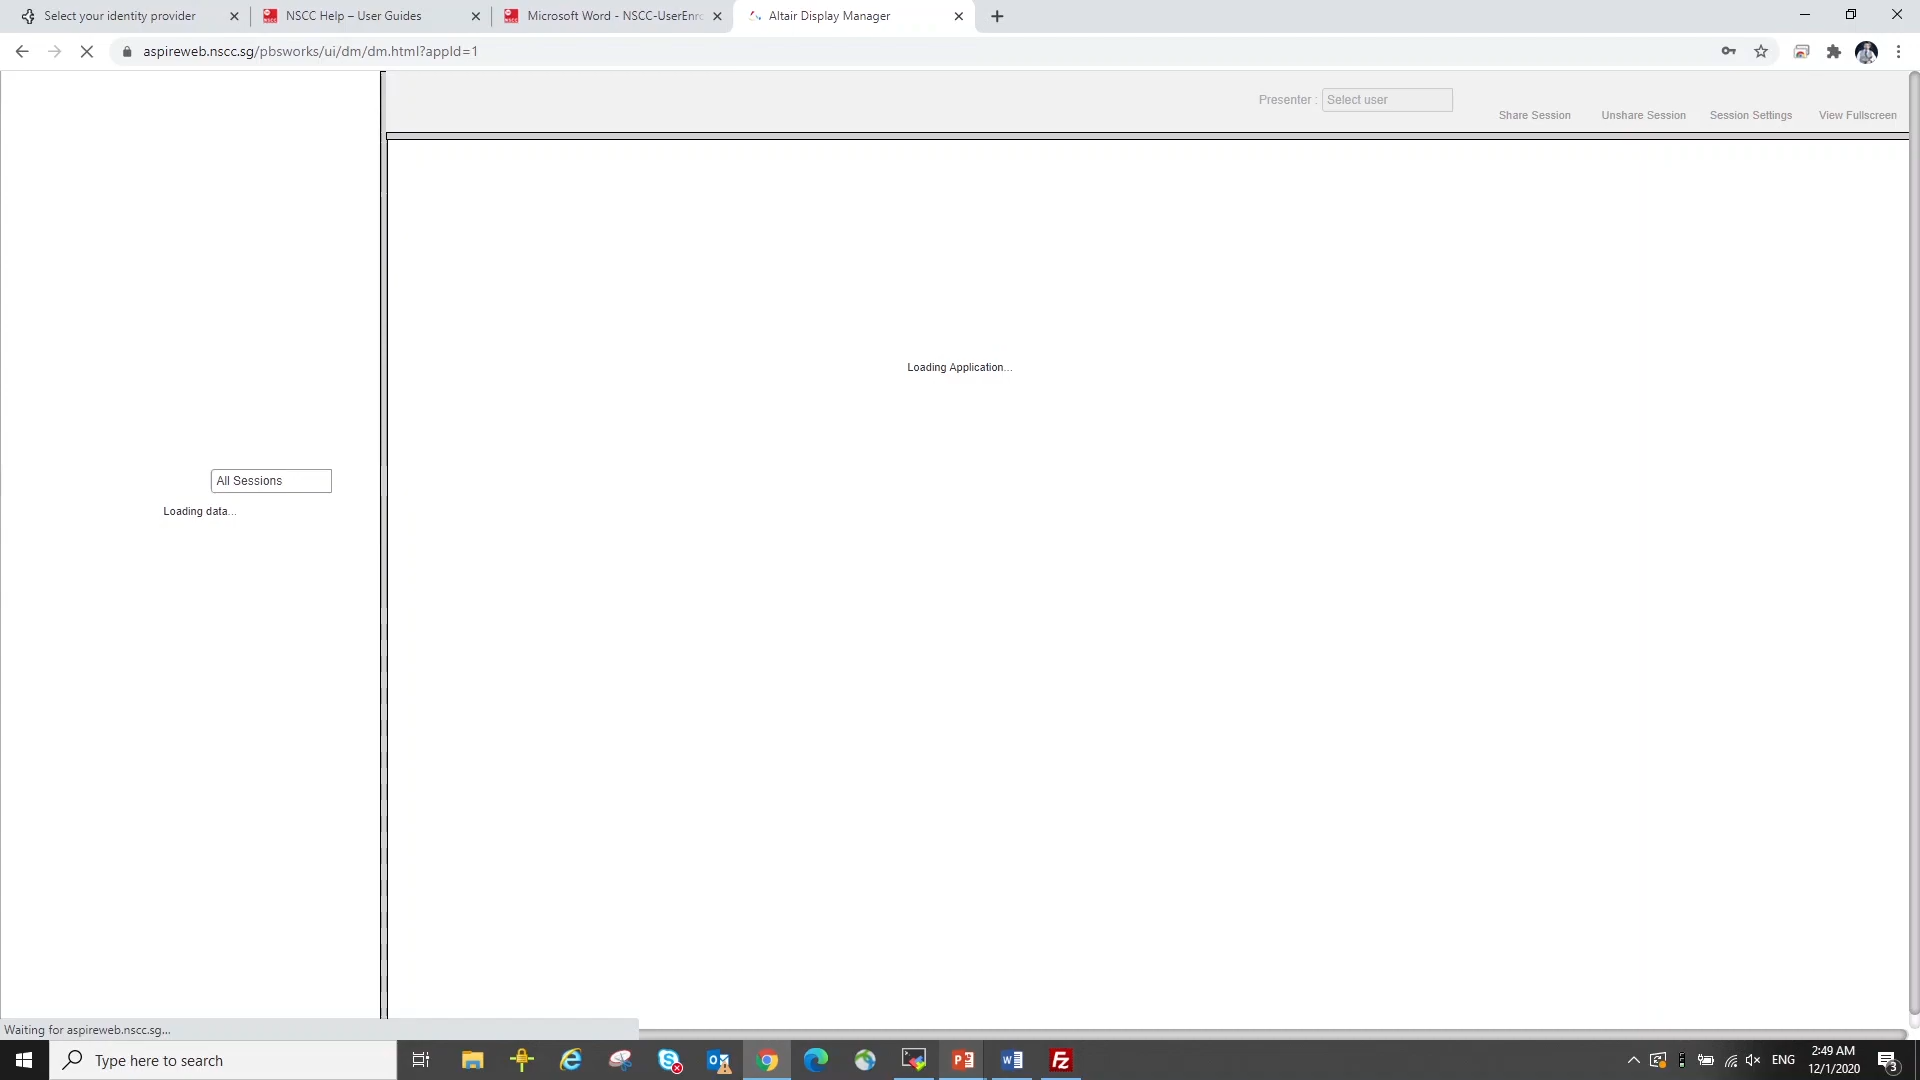 Select your identity provider
NSCC Help – User Guides
Microsoft Word - NSCC-UserEnro
Altair Display Manager
aspireweb.nscc.sg/pbsworks/ui/dm/dm.html?appId=1
Presenter :
Select user
Share Session
Unshare Session
Session Settings
View Fullscreen
Loading Application...
All Sessions
Loading data...
Waiting for aspireweb.nscc.sg...
Type here to search
ENG
2:49 AM
12/1/2020
3